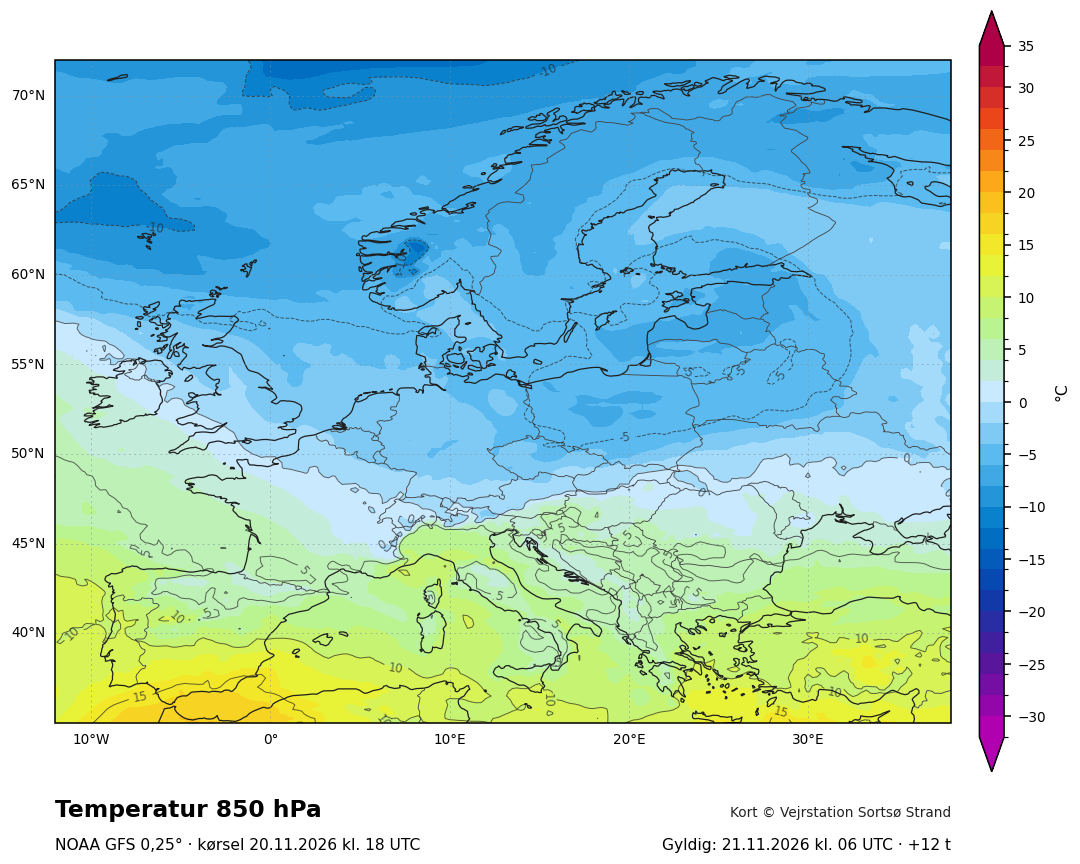 70°N
65°N
60°N
55°N
50°N
45°N
40°N
10°W
0°
10°E
20°E
30°E
35
30
25
20
15
10
5
0
−5
−10
−15
−20
−25
−30
°C
Temperatur 850 hPa
Kort © Vejrstation Sortsø Strand
NOAA GFS 0,25° · kørsel 20.11.2026 kl. 18 UTC
Gyldig: 21.11.2026 kl. 06 UTC · +12 t